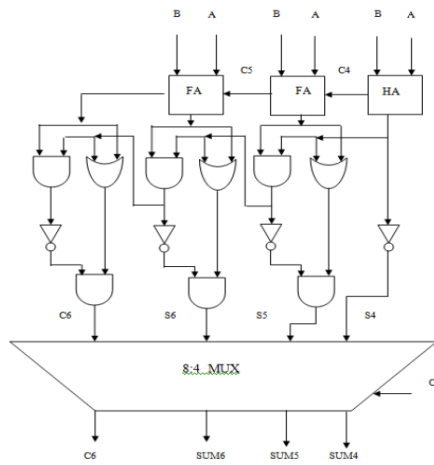 B A B A B A
C5 C4
FA FA HA
C6 S6 S5 S4
8:4 MUX
C
C6 SUM6 SUM5 SUM4